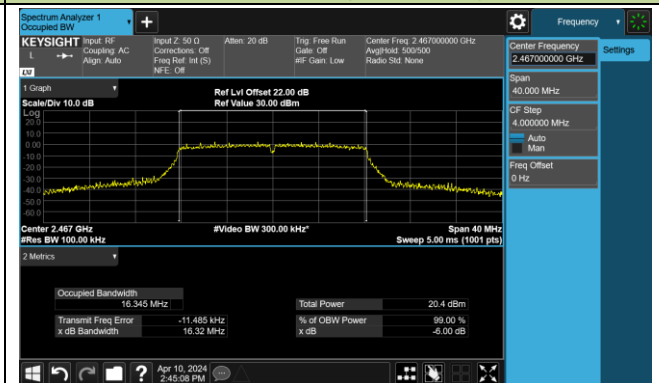 Spectrum Analyzer 1
Occupied BW
Frequency
KEYSIGHT
L
LXI
Input: RF
Coupling: AC
Align: Auto
Input Z: 50 Ω
Corrections: Off
Freq Ref: Int (S)
NFE: Off
Atten: 20 dB
Trig: Free Run
Gate: Off
#IF Gain: Low
Center Freq: 2.467000000 GHz
Avg|Hold: 500/500
Radio Std: None
Center Frequency
2.467000000 GHz
Settings
Span
40.000 MHz
CF Step
4.000000 MHz
Auto
Man
Freq Offset
0 Hz
1 Graph
Scale/Div 10.0 dB
Ref Lvl Offset 22.00 dB
Ref Value 30.00 dBm
Log
20.0
10.0
0.00
-10.0
-20.0
-30.0
-40.0
-50.0
-60.0
Center 2.467 GHz
#Video BW 300.00 kHz*
Span 40 MHz
#Res BW 100.00 kHz
Sweep 5.00 ms (1001 pts)
2 Metrics
Occupied Bandwidth
16.345 MHz
Total Power 20.4 dBm
Transmit Freq Error -11.485 kHz
% of OBW Power 99.00 %
x dB Bandwidth 16.32 MHz
x dB -6.00 dB
?
Apr 10, 2024
2:45:08 PM